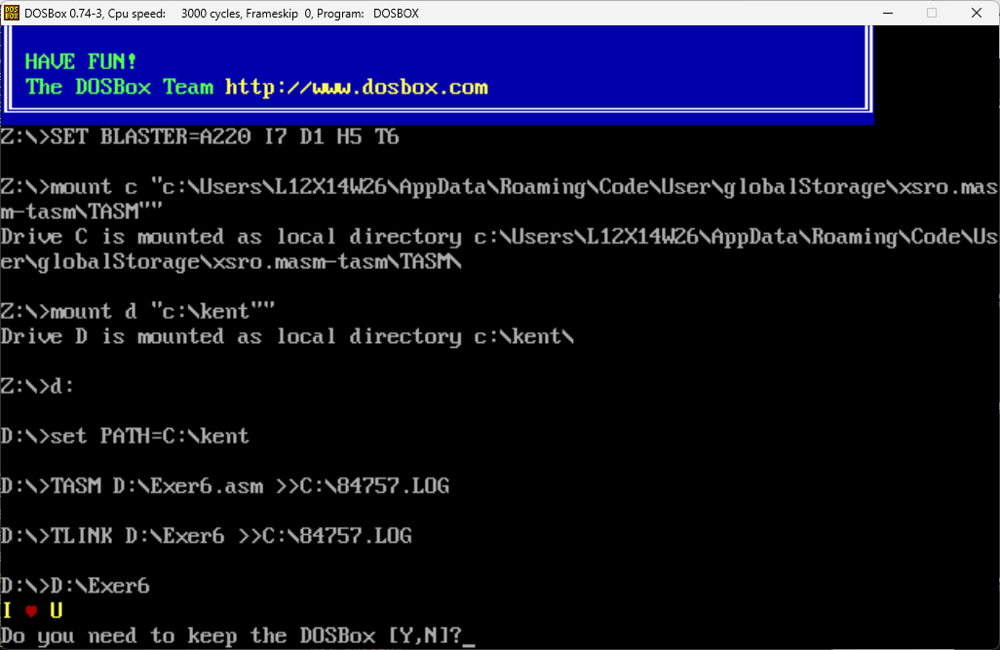 DOSBox 0.74-3, Cpu speed:    3000 cycles, Frameskip  0, Program:   DOSBOX
HAVE FUN!
The DOSBox Team http://www.dosbox.com
Z:\>SET BLASTER=A220 I7 D1 H5 T6
Z:\>mount c "c:\Users\L12X14W26\AppData\Roaming\Code\User\globalStorage\xsro.mas
m-tasm\TASM""
Drive C is mounted as local directory c:\Users\L12X14W26\AppData\Roaming\Code\Us
er\globalStorage\xsro.masm-tasm\TASM\
Z:\>mount d "c:\kent""
Drive D is mounted as local directory c:\kent\
Z:\>d:
D:\>set PATH=C:\kent
D:\>TASM D:\Exer6.asm >>C:\84757.LOG
D:\>TLINK D:\Exer6 >>C:\84757.LOG
D:\>D:\Exer6
I ♥ U
Do you need to keep the DOSBox [Y,N]?_